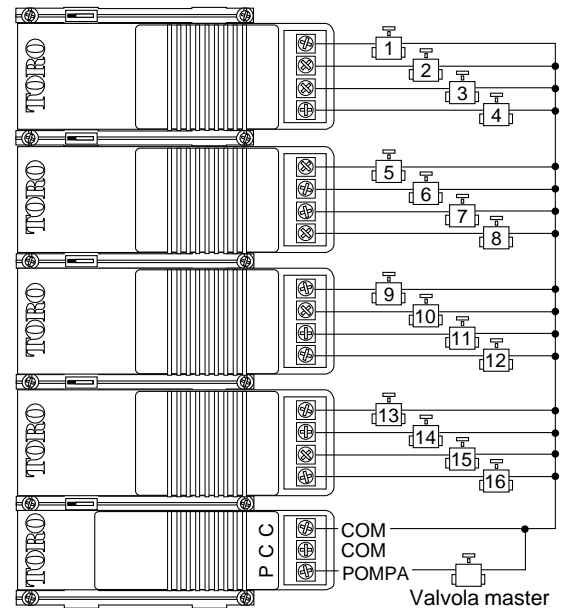 TORO
1
2
3
4
TORO
5
6
7
8
TORO
9
10
11
12
TORO
13
14
15
16
TORO
P C C
COM
COM
POMPA
Valvola master